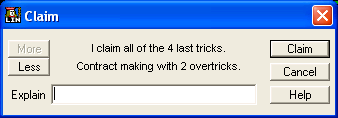 LIN Claim
More
I claim all of the 4 last tricks.
Claim
Less
Contract making with 2 overtricks.
Cancel
Explain
Help